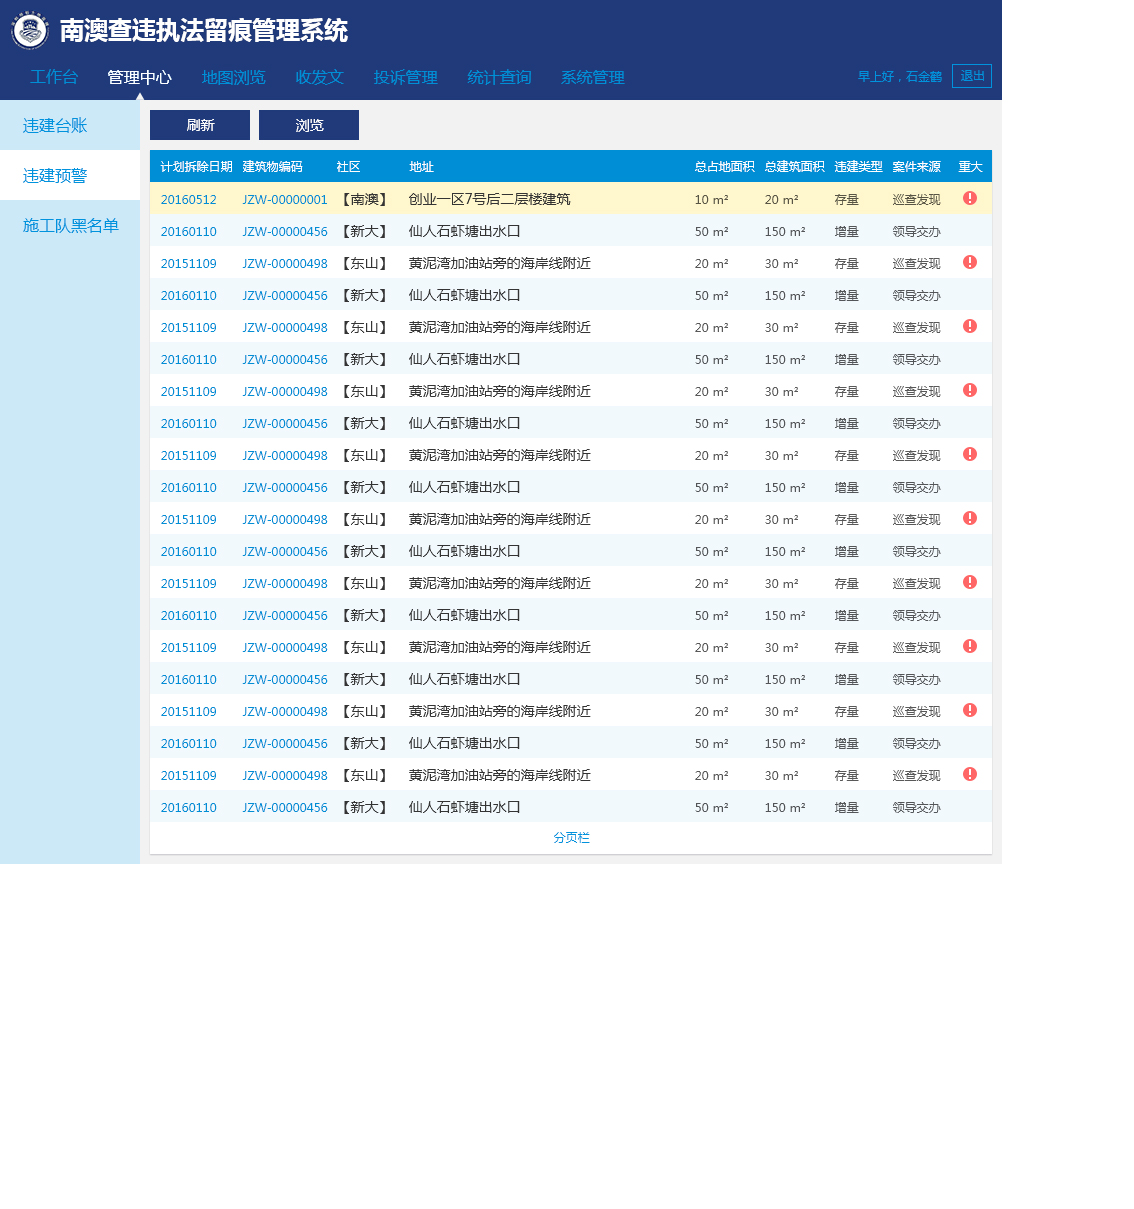 南澳查违执法留痕管理系统
工作台 管理中心 地图浏览 收发文 投诉管理 统计查询 系统管理 早上好，石金鹤 退出
违建台账
违建预警
施工队黑名单
刷新 浏览
计划拆除日期 建筑物编码 社区 地址 总占地面积 总建筑面积 违建类型 案件来源 重大
20160512 JZW-00000001 【南澳】 创业一区7号后二层楼建筑 10 m² 20 m² 存量 巡查发现
20160110 JZW-00000456 【新大】 仙人石虾塘出水口 50 m² 150 m² 增量 领导交办
20151109 JZW-00000498 【东山】 黄泥湾加油站旁的海岸线附近 20 m² 30 m² 存量 巡查发现
20160110 JZW-00000456 【新大】 仙人石虾塘出水口 50 m² 150 m² 增量 领导交办
20151109 JZW-00000498 【东山】 黄泥湾加油站旁的海岸线附近 20 m² 30 m² 存量 巡查发现
20160110 JZW-00000456 【新大】 仙人石虾塘出水口 50 m² 150 m² 增量 领导交办
20151109 JZW-00000498 【东山】 黄泥湾加油站旁的海岸线附近 20 m² 30 m² 存量 巡查发现
20160110 JZW-00000456 【新大】 仙人石虾塘出水口 50 m² 150 m² 增量 领导交办
20151109 JZW-00000498 【东山】 黄泥湾加油站旁的海岸线附近 20 m² 30 m² 存量 巡查发现
20160110 JZW-00000456 【新大】 仙人石虾塘出水口 50 m² 150 m² 增量 领导交办
20151109 JZW-00000498 【东山】 黄泥湾加油站旁的海岸线附近 20 m² 30 m² 存量 巡查发现
20160110 JZW-00000456 【新大】 仙人石虾塘出水口 50 m² 150 m² 增量 领导交办
20151109 JZW-00000498 【东山】 黄泥湾加油站旁的海岸线附近 20 m² 30 m² 存量 巡查发现
20160110 JZW-00000456 【新大】 仙人石虾塘出水口 50 m² 150 m² 增量 领导交办
20151109 JZW-00000498 【东山】 黄泥湾加油站旁的海岸线附近 20 m² 30 m² 存量 巡查发现
20160110 JZW-00000456 【新大】 仙人石虾塘出水口 50 m² 150 m² 增量 领导交办
20151109 JZW-00000498 【东山】 黄泥湾加油站旁的海岸线附近 20 m² 30 m² 存量 巡查发现
20160110 JZW-00000456 【新大】 仙人石虾塘出水口 50 m² 150 m² 增量 领导交办
20151109 JZW-00000498 【东山】 黄泥湾加油站旁的海岸线附近 20 m² 30 m² 存量 巡查发现
20160110 JZW-00000456 【新大】 仙人石虾塘出水口 50 m² 150 m² 增量 领导交办
分页栏